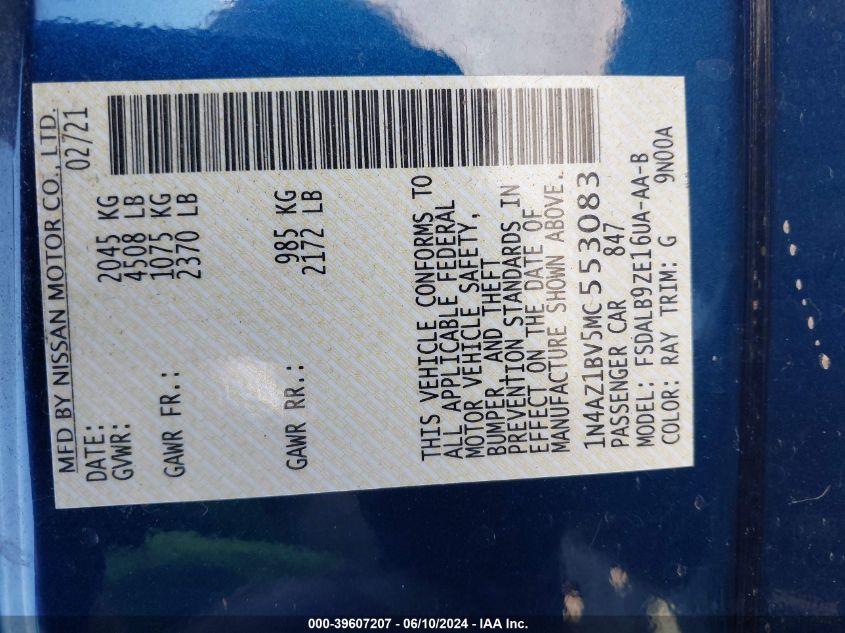 MFD BY NISSAN MOTOR CO., LTD.
DATE: 02/21
GVWR: 2045 KG
4508 LB
GAWR FR.: 1075 KG
2370 LB
GAWR RR.: 985 KG
2172 LB
THIS VEHICLE CONFORMS TO
ALL APPLICABLE FEDERAL
MOTOR VEHICLE SAFETY,
BUMPER, AND THEFT
PREVENTION STANDARDS IN
EFFECT ON THE DATE OF
MANUFACTURE SHOWN ABOVE.
1N4AZ1BV5MC553083
PASSENGER CAR 847
MODEL: FSDALB9ZE16UA-AA-B
COLOR: RAY TRIM: G 9N00A
000-39607207 - 06/10/2024 - IAA Inc.